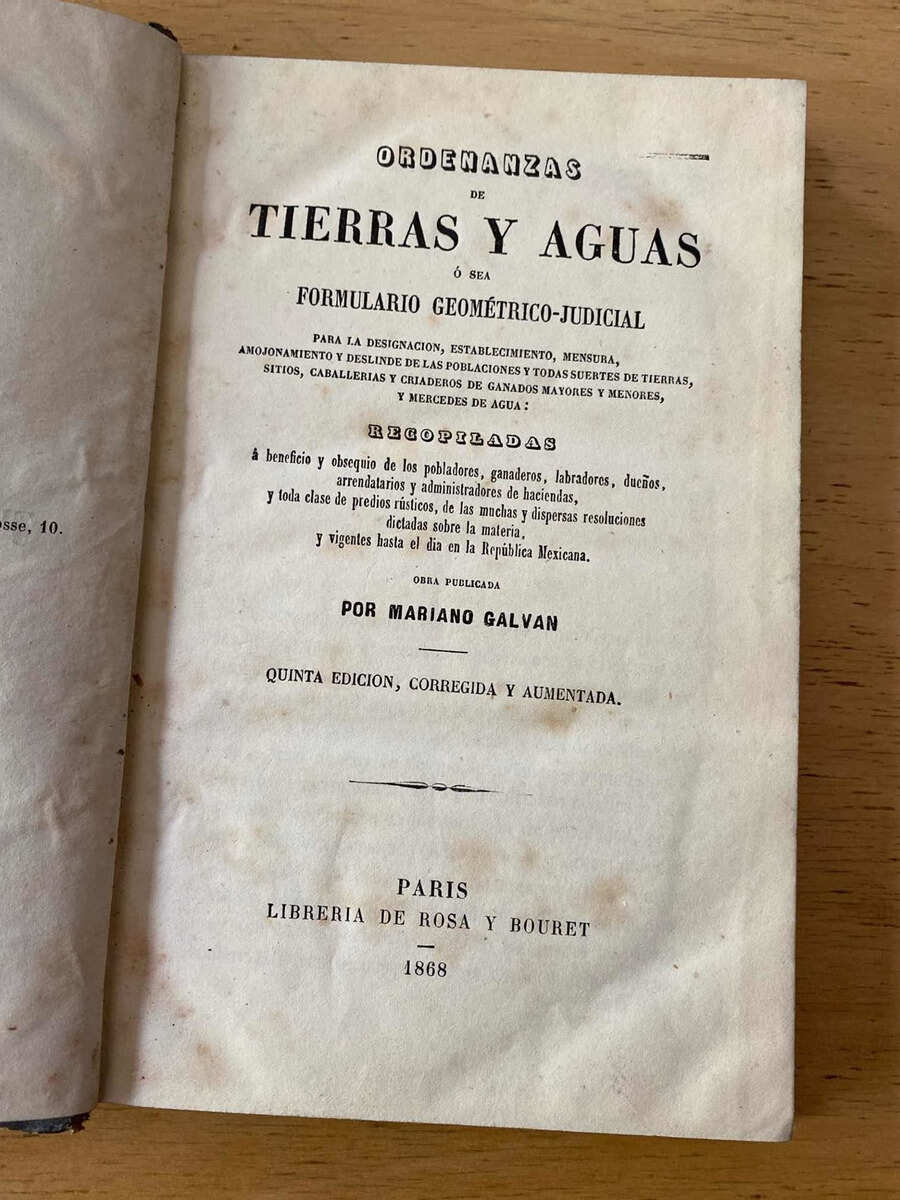 osse, 10.
ORDENANZAS
DE
TIERRAS Y AGUAS
Ó SEA
FORMULARIO GEOMÉTRICO-JUDICIAL
PARA LA DESIGNACION, ESTABLECIMIENTO, MENSURA,
AMOJONAMIENTO Y DESLINDE DE LAS POBLACIONES Y TODAS SUERTES DE TIERRAS,
SITIOS, CABALLERIAS Y CRIADEROS DE GANADOS MAYORES Y MENORES,
Y MERCEDES DE AGUA:
RECOPILADAS
á beneficio y obsequio de los pobladores, ganaderos, labradores, dueños,
arrendatarios y administradores de haciendas,
y toda clase de predios rústicos, de las muchas y dispersas resoluciones
dictadas sobre la materia,
y vigentes hasta el dia en la República Mexicana.
OBRA PUBLICADA
POR MARIANO GALVAN
QUINTA EDICION, CORREGIDA Y AUMENTADA.
PARIS
LIBRERIA DE ROSA Y BOURET
1868